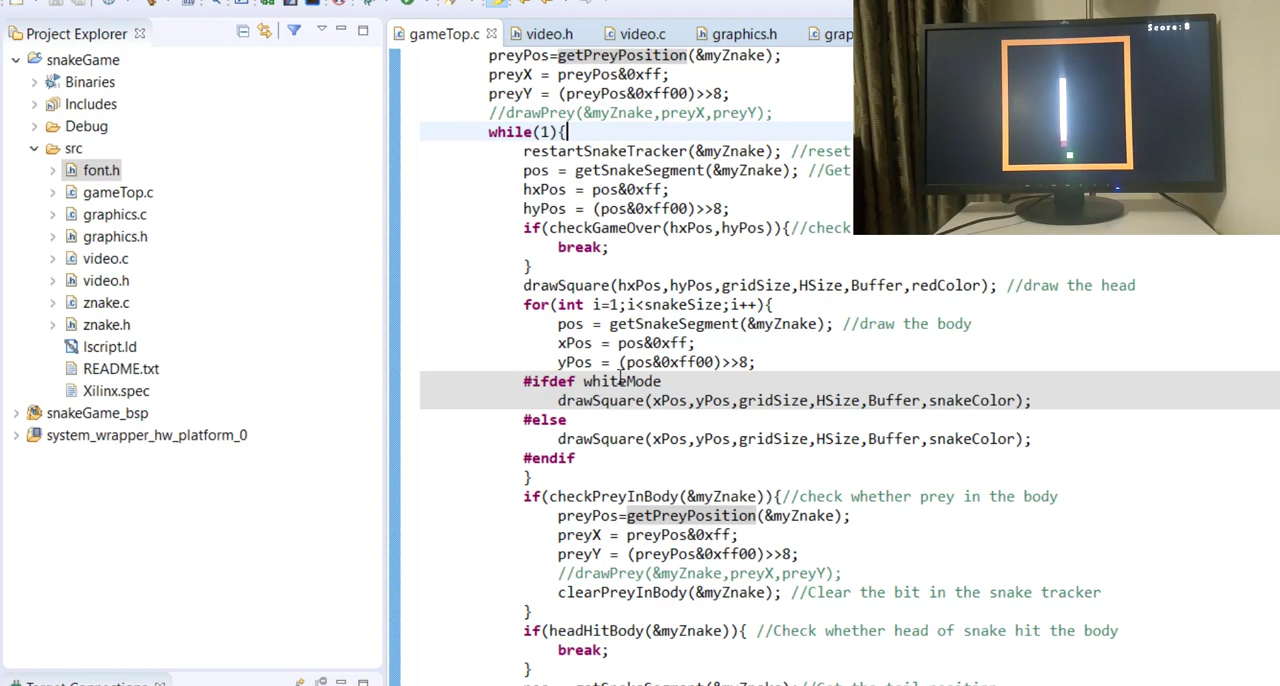 Project Explorer
snakeGame
Binaries
Includes
Debug
src
font.h
gameTop.c
graphics.c
graphics.h
video.c
video.h
znake.c
znake.h
lscript.ld
README.txt
Xilinx.spec
snakeGame_bsp
system_wrapper_hw_platform_0
gameTop.c
video.h
video.c
graphics.h
grap
preyPos=getPreyPosition(&myZnake);
preyX = preyPos&0xff;
preyY = (preyPos&0xff00)>>8;
//drawPrey(&myZnake,preyX,preyY);
while(1){
restartSnakeTracker(&myZnake); //reset
pos = getSnakeSegment(&myZnake); //Get
hxPos = pos&0xff;
hyPos = (pos&0xff00)>>8;
if(checkGameOver(hxPos,hyPos)){//check
break;
}
drawSquare(hxPos,hyPos,gridSize,HSize,Buffer,redColor); //draw the head
for(int i=1;i<snakeSize;i++){
pos = getSnakeSegment(&myZnake); //draw the body
xPos = pos&0xff;
yPos = (pos&0xff00)>>8;
#ifdef whiteMode
drawSquare(xPos,yPos,gridSize,HSize,Buffer,snakeColor);
#else
drawSquare(xPos,yPos,gridSize,HSize,Buffer,snakeColor);
#endif
}
if(checkPreyInBody(&myZnake)){//check whether prey in the body
preyPos=getPreyPosition(&myZnake);
preyX = preyPos&0xff;
preyY = (preyPos&0xff00)>>8;
//drawPrey(&myZnake,preyX,preyY);
clearPreyInBody(&myZnake); //Clear the bit in the snake tracker
}
if(headHitBody(&myZnake)){ //Check whether head of snake hit the body
break;
}
Score:8